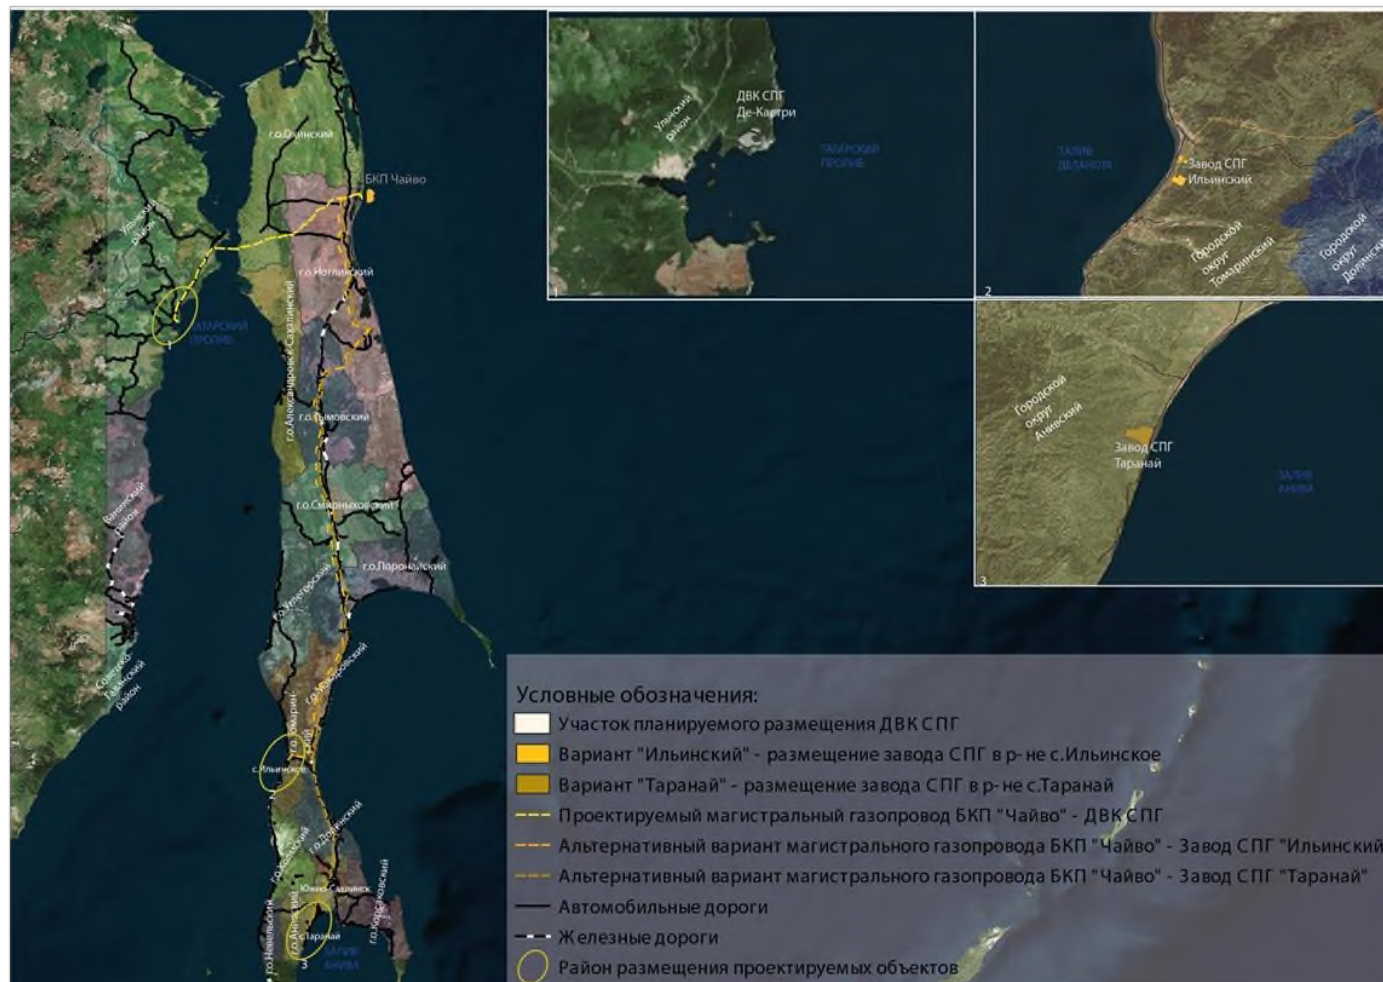 г.о.Охинский
БКП Чайво
Ульчский
район
г.о.Ногликский
ТАТАРСКИЙ
ПРОЛИВ
1
г.о.Александровск-Сахалинский
г.о.Тымовский
г.о.Смирныховский
Ванинский
район
г.о.Поронайский
г.о.Углегорский
Советско-
Гаванский
район
г.о.Макаровский
г.о.Томарин-
ский
с.Ильинское
2
г.о.Долинский
г.о.Холмский
Южно-Сахалинск
г.о.Невельский
г.о.Анивский
с.Таранай
г.о.Корсаковский
3
ЗАЛИВ
АНИВА
Ульчский
район
ДВК СПГ
Де-Кастри
ТАТАРСКИЙ
ПРОЛИВ
1
ЗАЛИВ
ДЕЛАНГЛЯ
Завод СПГ
Ильинский
Городской
округ
Томаринский
Городской
округ
Долинский
2
Городской
округ
Анивский
Завод СПГ
Таранай
ЗАЛИВ
АНИВА
3
Условные обозначения:
Участок планируемого размещения ДВК СПГ
Вариант "Ильинский" - размещение завода СПГ в р-не с.Ильинское
Вариант "Таранай" - размещение завода СПГ в р-не с.Таранай
Проектируемый магистральный газопровод БКП "Чайво" - ДВК СПГ
Альтернативный вариант магистрального газопровода БКП "Чайво" - Завод СПГ "Ильинский
Альтернативный вариант магистрального газопровода БКП "Чайво" - Завод СПГ "Таранай"
Автомобильные дороги
Железные дороги
Район размещения проектируемых объектов